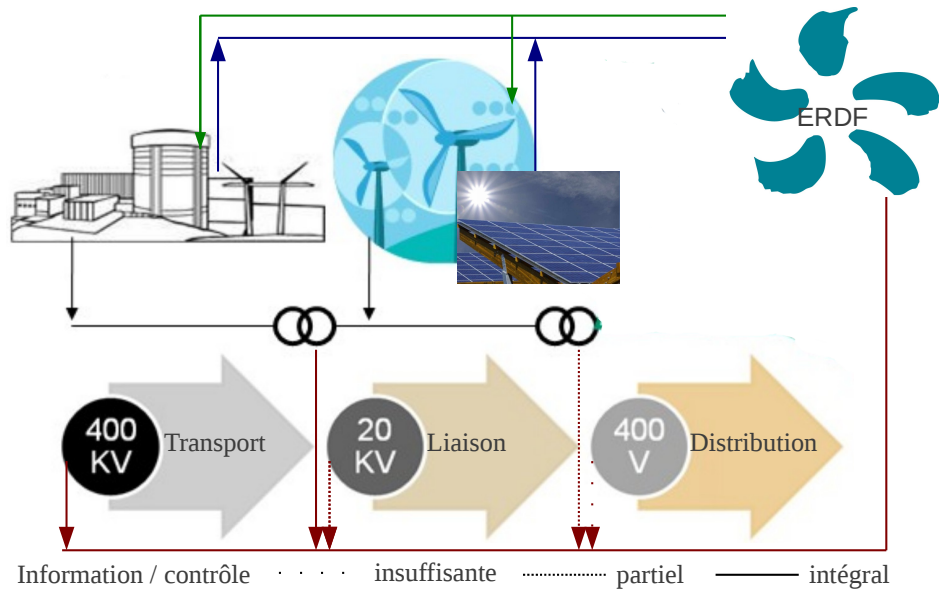 ERDF
400
KV
Transport
20
KV
Liaison
400
V
Distribution
Information / contrôle insuffisante partiel intégral